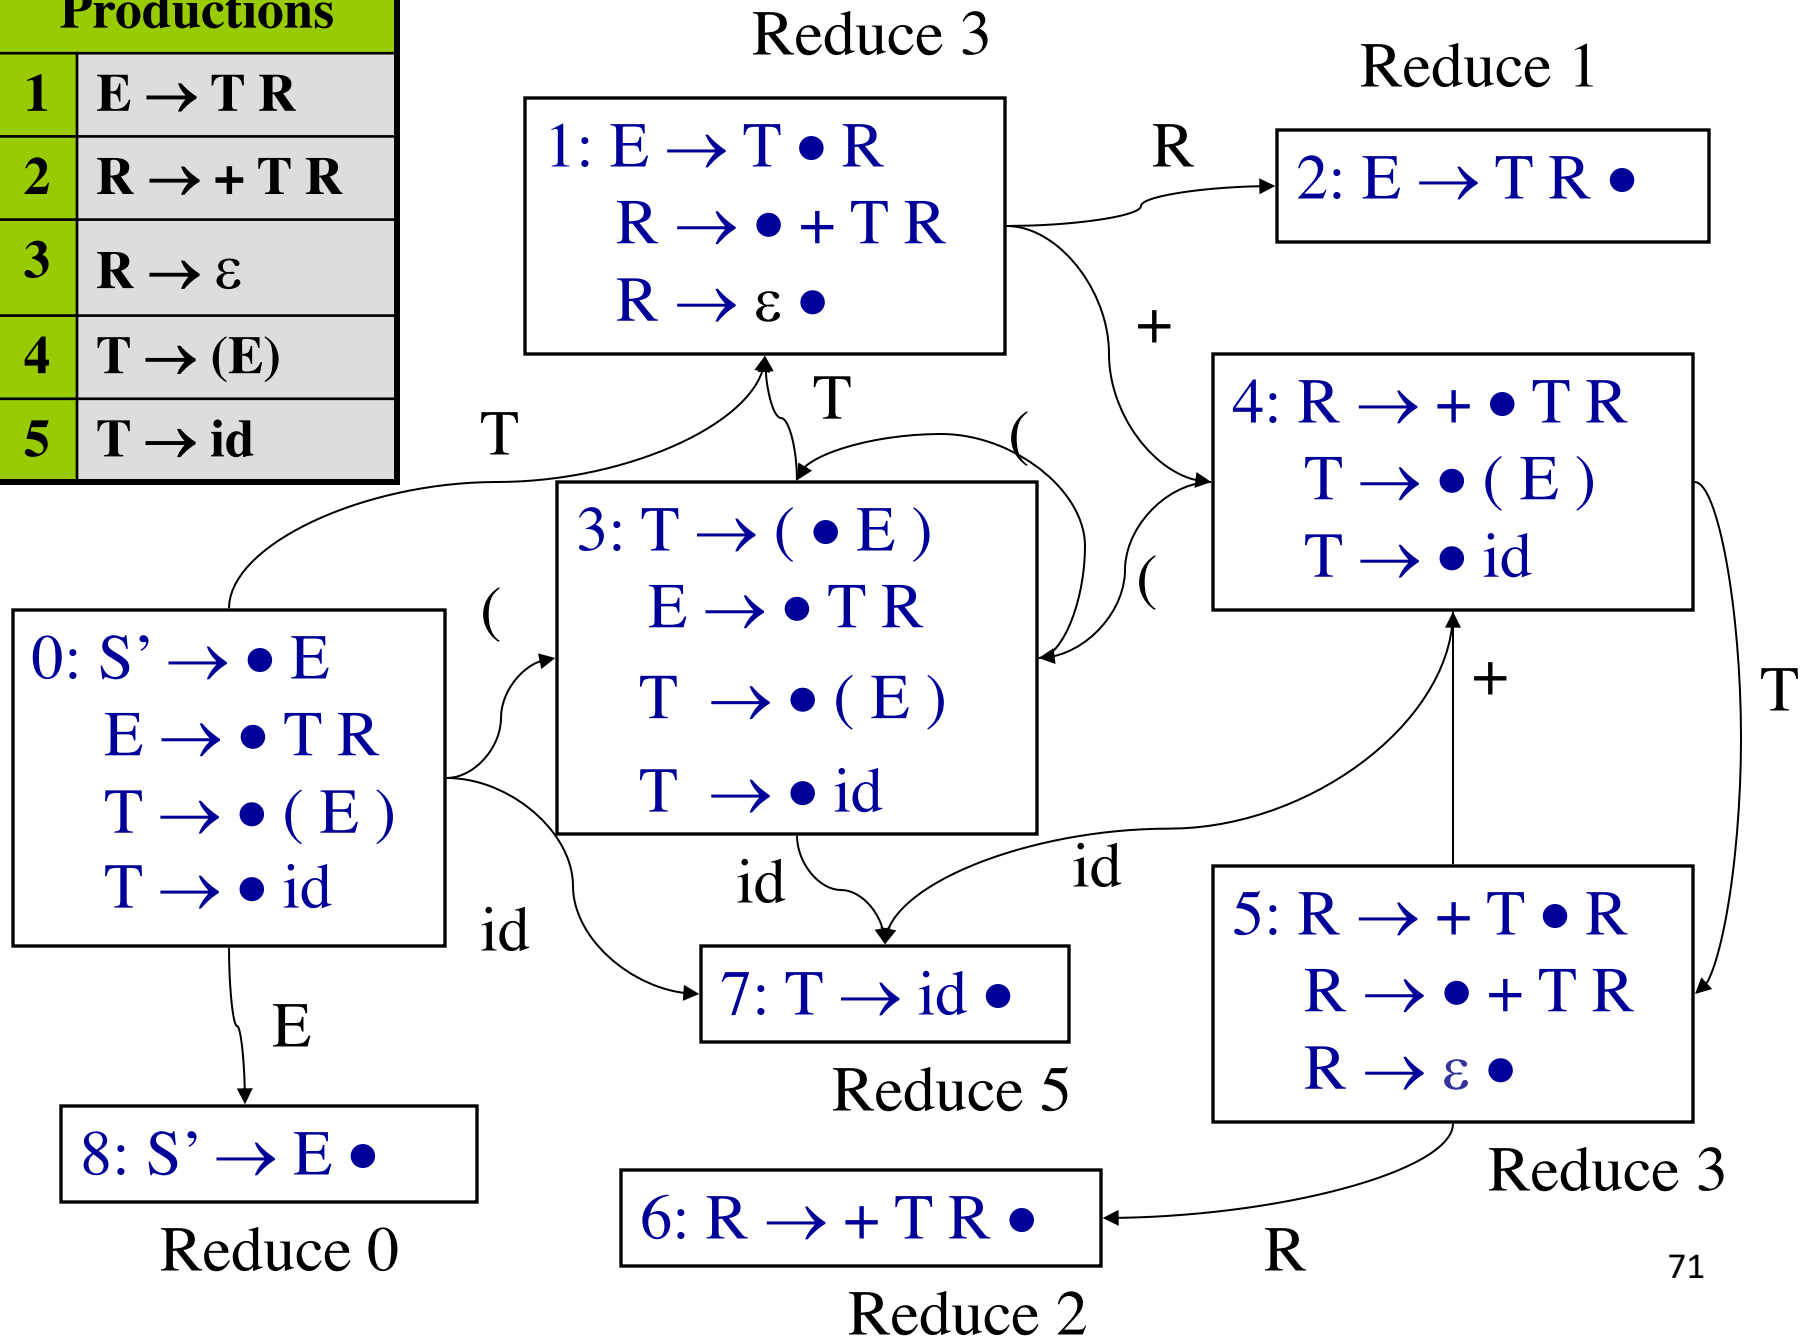 Productions
1 E → T R
2 R → + T R
3 R → ε
4 T → (E)
5 T → id
Reduce 3
1: E → T • R
R → • + T R
R → ε •
R
Reduce 1
2: E → T R •
+
T
T
(
(
4: R → + • T R
T → • ( E )
T → • id
3: T → ( • E )
E → • T R
T → • ( E )
T → • id
(
0: S’ → • E
E → • T R
T → • ( E )
T → • id
+
T
id
id
id
5: R → + T • R
R → • + T R
R → ε •
Reduce 3
7: T → id •
Reduce 5
E
8: S’ → E •
Reduce 0
6: R → + T R •
Reduce 2
R
71